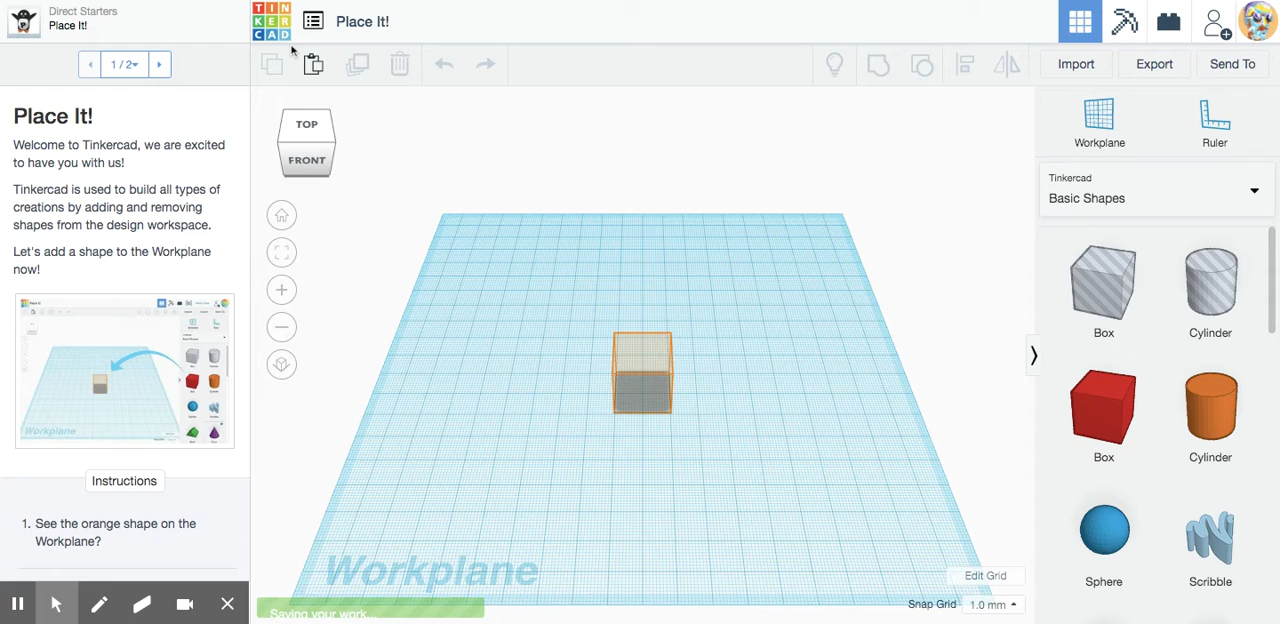 Direct Starters
Place It!
TIN
KER
CAD
Place It!
1 / 2
Import
Export
Send To
Place It!
Welcome to Tinkercad, we are excited
to have you with us!
Tinkercad is used to build all types of
creations by adding and removing
shapes from the design workspace.
Let's add a shape to the Workplane
now!
Workplane
Instructions
1. See the orange shape on the
Workplane?
TOP
FRONT
Workplane
Saving your work...
Edit Grid
Snap Grid
1.0 mm
Workplane
Ruler
Tinkercad
Basic Shapes
Box
Cylinder
Box
Cylinder
Sphere
Scribble